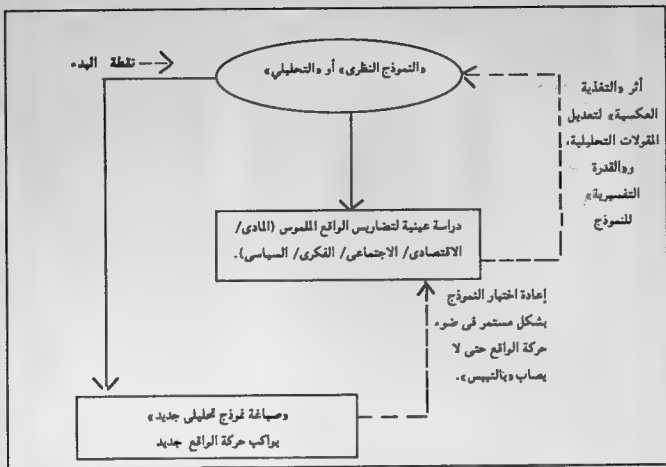 نقطة البدء
«النموذج النظرى» أو «التحليلي»
أثر «التغذية
العكسية» لتعديل
المقولات التحليلية،
و«القدرة
التفسيرية»
للنموذج
دراسة عينية لتضاريس الواقع الملموس (المادى/
الاقتصادى/ الاجتماعى/ الفكرى/ السياسى).
إعادة اختبار النموذج
بشكل مستمر فى ضوء
حركة الواقع حتى لا
يصاب «بالتيبس».
«صياغة نموذج تحليلى جديد»
يواكب حركة الواقع جديد